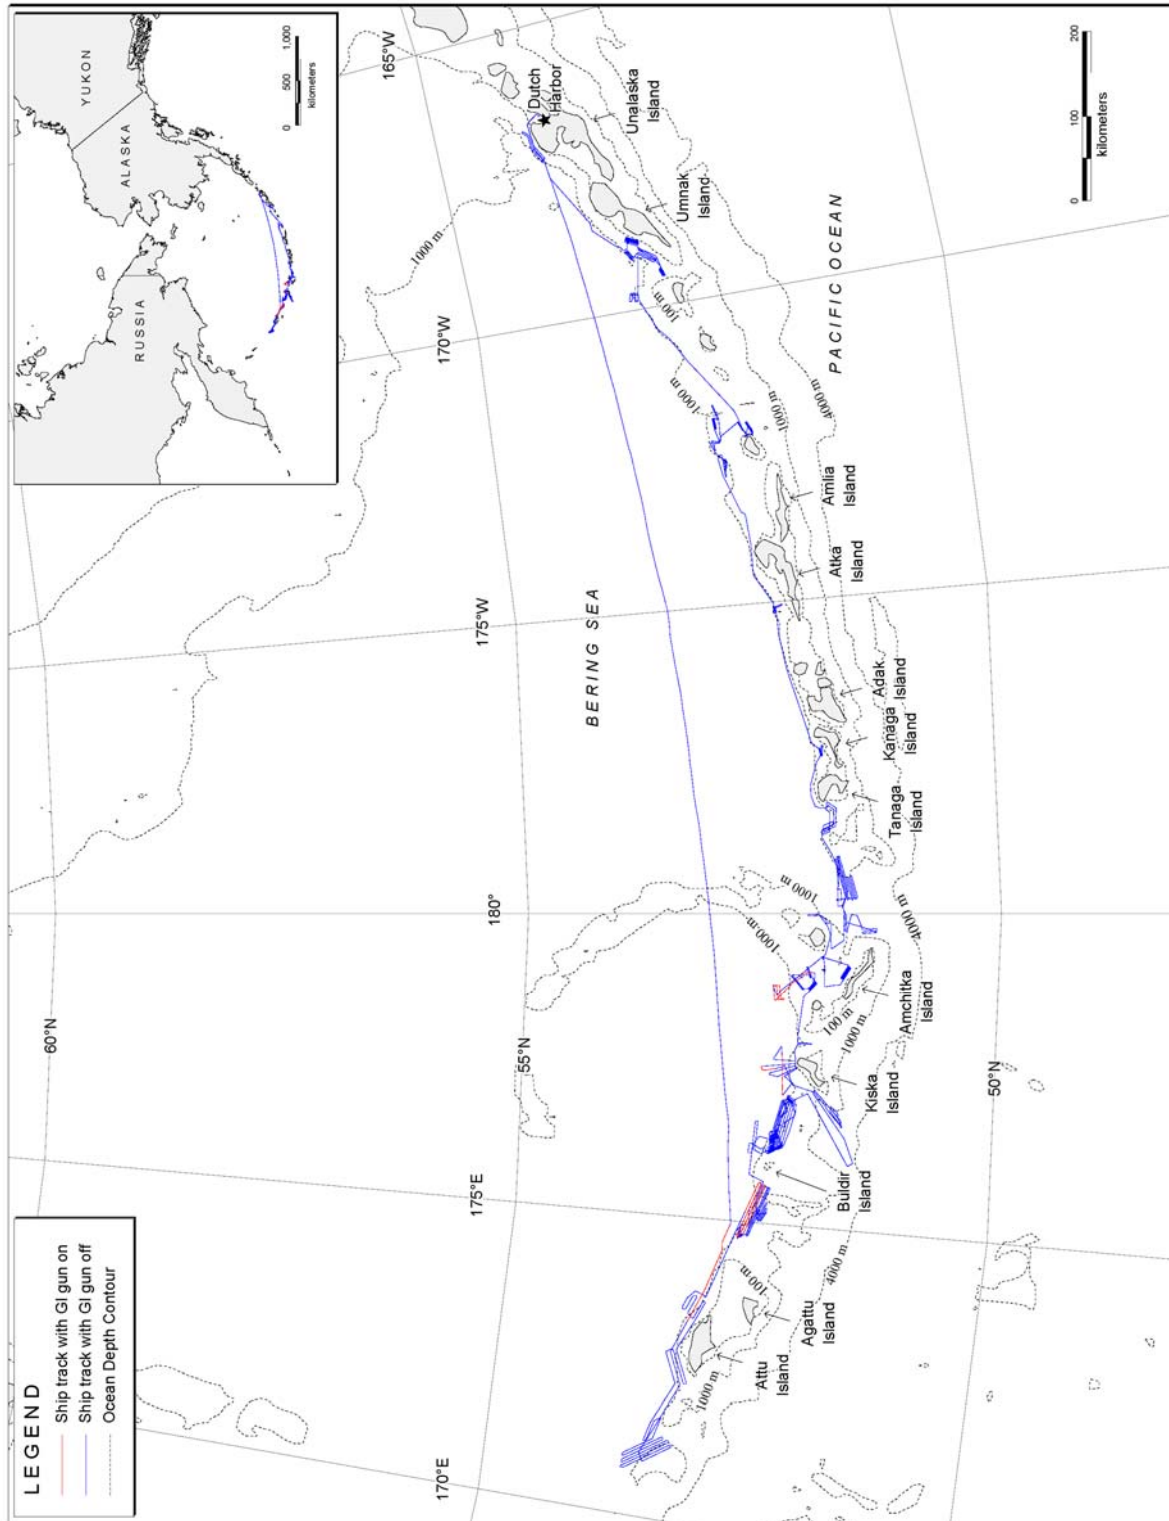 LEGEND
Ship track with GI gun on
Ship track with GI gun off
Ocean Depth Contour
YUKON
ALASKA
RUSSIA
0
500
1,000
kilometers
60°N
55°N
50°N
170°E
175°E
180°
175°W
170°W
165°W
BERING SEA
PACIFIC OCEAN
1000 m
1000 m
100 m
1000 m
4000 m
1000 m
1000 m
4000 m
100 m
1000 m
100 m
4000 m
1000 m
Attu
Island
Agattu
Island
Buldir
Island
Kiska
Island
Amchitka
Island
Tanaga
Island
Kanaga
Island
Adak
Island
Atka
Island
Amlia
Island
Umnak
Island
Unalaska
Island
Dutch
Harbor
0
100
200
kilometers